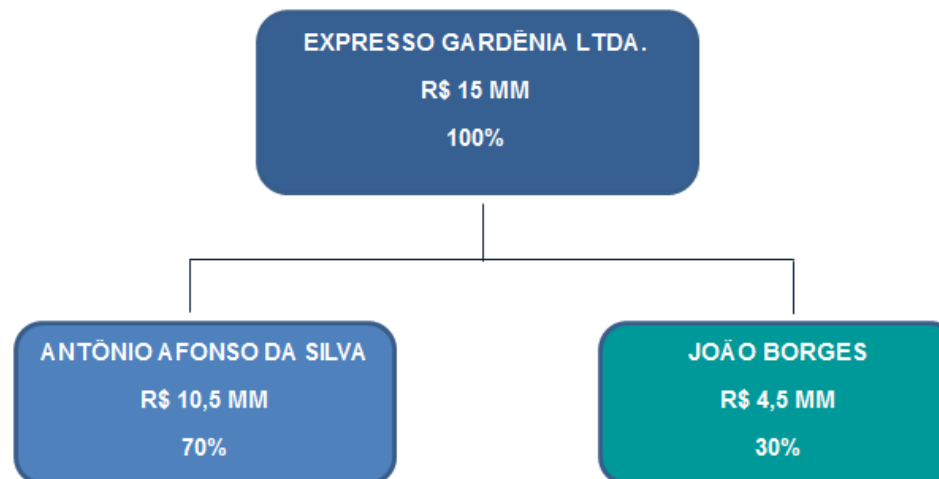 EXPRESSO GARDÊNIA LTDA.
R$ 15 MM
100%
ANTÔNIO AFONSO DA SILVA
R$ 10,5 MM
70%
JOÃO BORGES
R$ 4,5 MM
30%